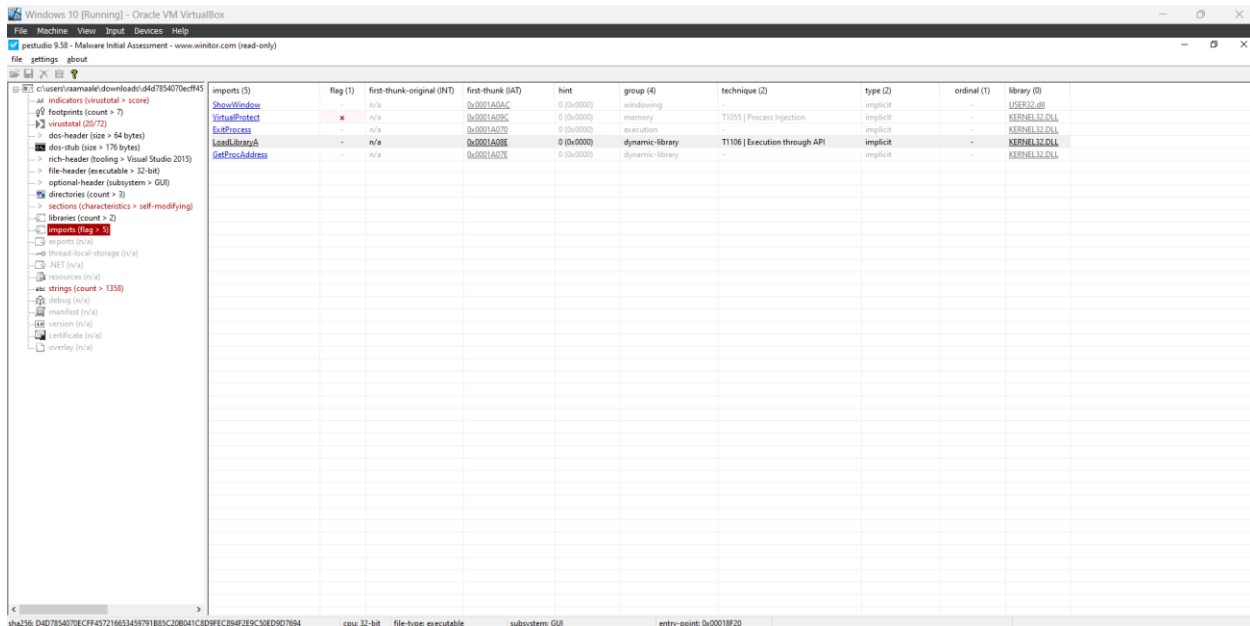 Windows 10 [Running] - Oracle VM VirtualBox
File Machine View Input Devices Help
pestudio 9.58 - Malware Initial Assessment - www.winitor.com (read-only)
file settings about
c:\users\raamaale\downloads\d4d7854070ecff45
indicators (virustotal > score)
footprints (count > 7)
virustotal (20/72)
dos-header (size > 64 bytes)
dos-stub (size > 176 bytes)
rich-header (tooling > Visual Studio 2015)
file-header (executable > 32-bit)
optional-header (subsystem > GUI)
directories (count > 3)
sections (characteristics > self-modifying)
libraries (count > 2)
imports (flag > 5)
exports (n/a)
thread-local-storage (n/a)
.NET (n/a)
resources (n/a)
abc strings (count > 1358)
debug (n/a)
manifest (n/a)
1.0 version (n/a)
certificate (n/a)
overlay (n/a)
imports (5) flag (1) first-thunk-original (INT) first-thunk (IAT) hint group (4) technique (2) type (2) ordinal (1) library (0)
ShowWindow - n/a 0x0001A0AC 0 (0x0000) windowing - implicit - USER32.dll
VirtualProtect x n/a 0x0001A09C 0 (0x0000) memory T1055 | Process Injection implicit - KERNEL32.DLL
ExitProcess - n/a 0x0001A070 0 (0x0000) execution - implicit - KERNEL32.DLL
LoadLibraryA - n/a 0x0001A08E 0 (0x0000) dynamic-library T1106 | Execution through API implicit - KERNEL32.DLL
GetProcAddress - n/a 0x0001A07E 0 (0x0000) dynamic-library - implicit - KERNEL32.DLL
sha256: D4D7854070ECFF457216653459791B85C20B041C8D9FEC894F2E9C50ED9D7694 cpu: 32-bit file-type: executable subsystem: GUI entry-point: 0x00018F20